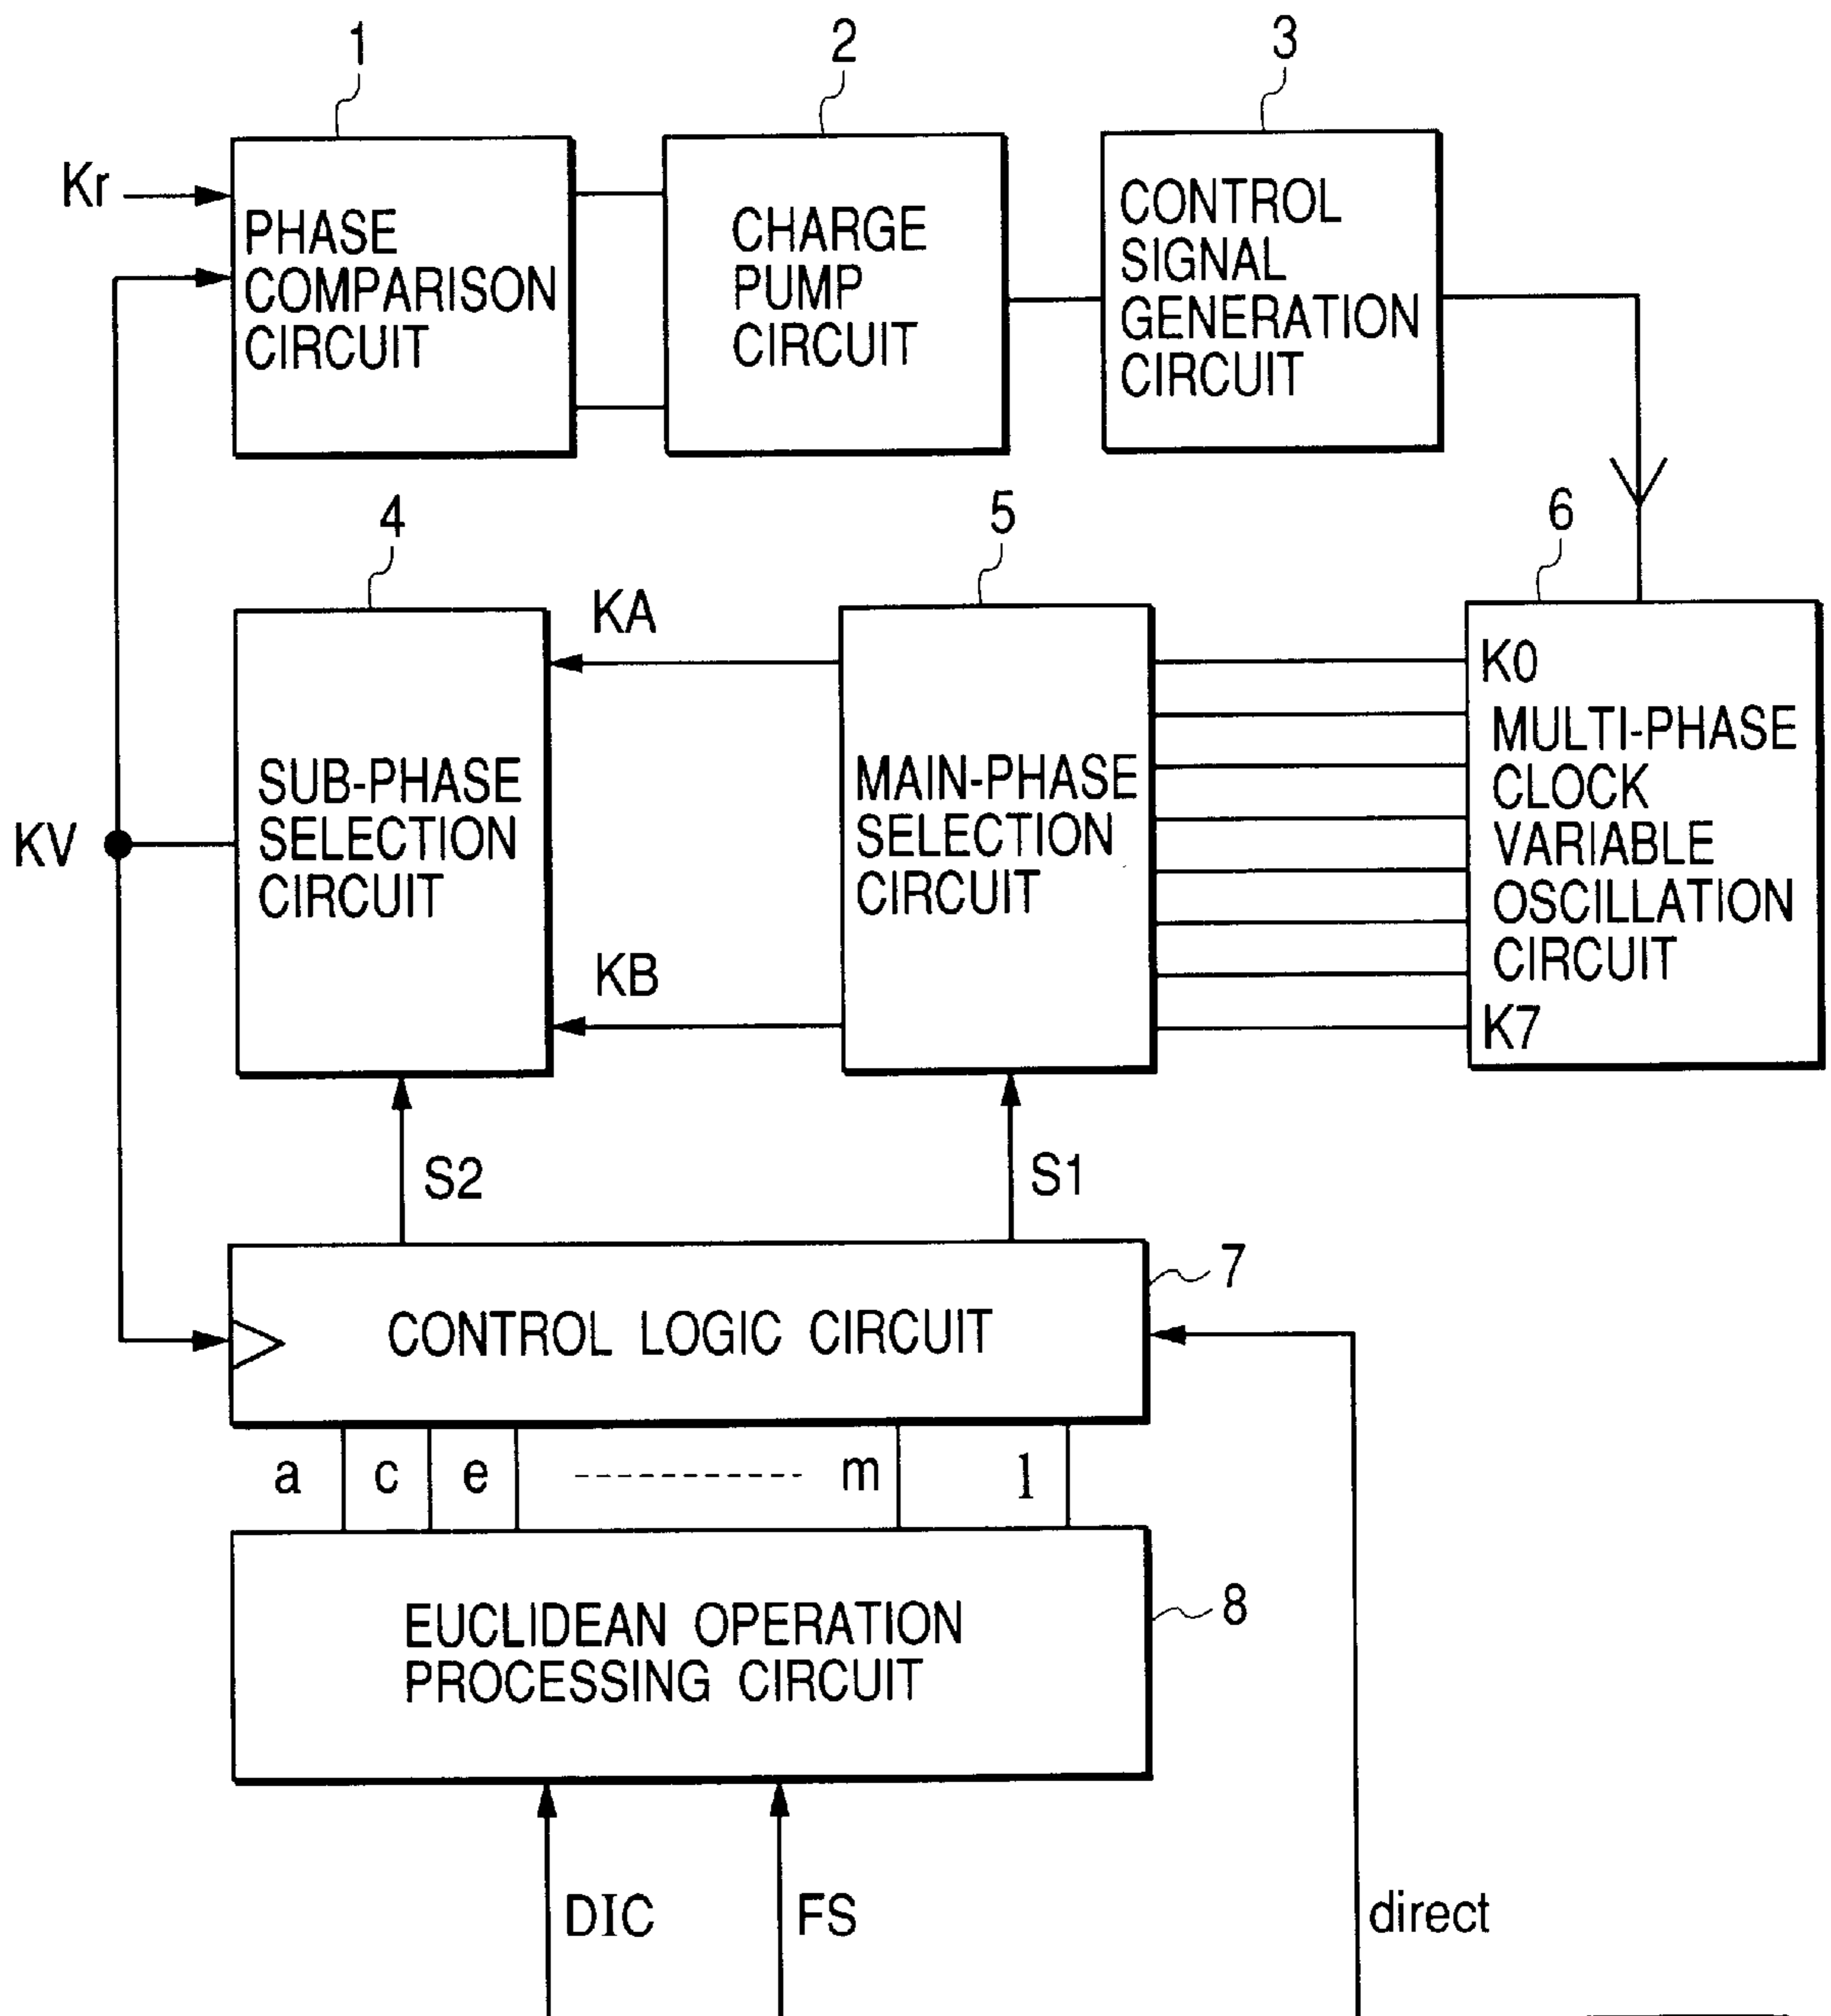 1
2
3
Kr
PHASE
COMPARISON
CIRCUIT
CHARGE
PUMP
CIRCUIT
CONTROL
SIGNAL
GENERATION
CIRCUIT
4
5
6
KA
KB
KV
SUB-PHASE
SELECTION
CIRCUIT
MAIN-PHASE
SELECTION
CIRCUIT
K0
MULTI-PHASE
CLOCK
VARIABLE
OSCILLATION
CIRCUIT
K7
S2
S1
7
CONTROL LOGIC CIRCUIT
a c e m l
8
EUCLIDEAN OPERATION
PROCESSING CIRCUIT
DIC
FS
direct